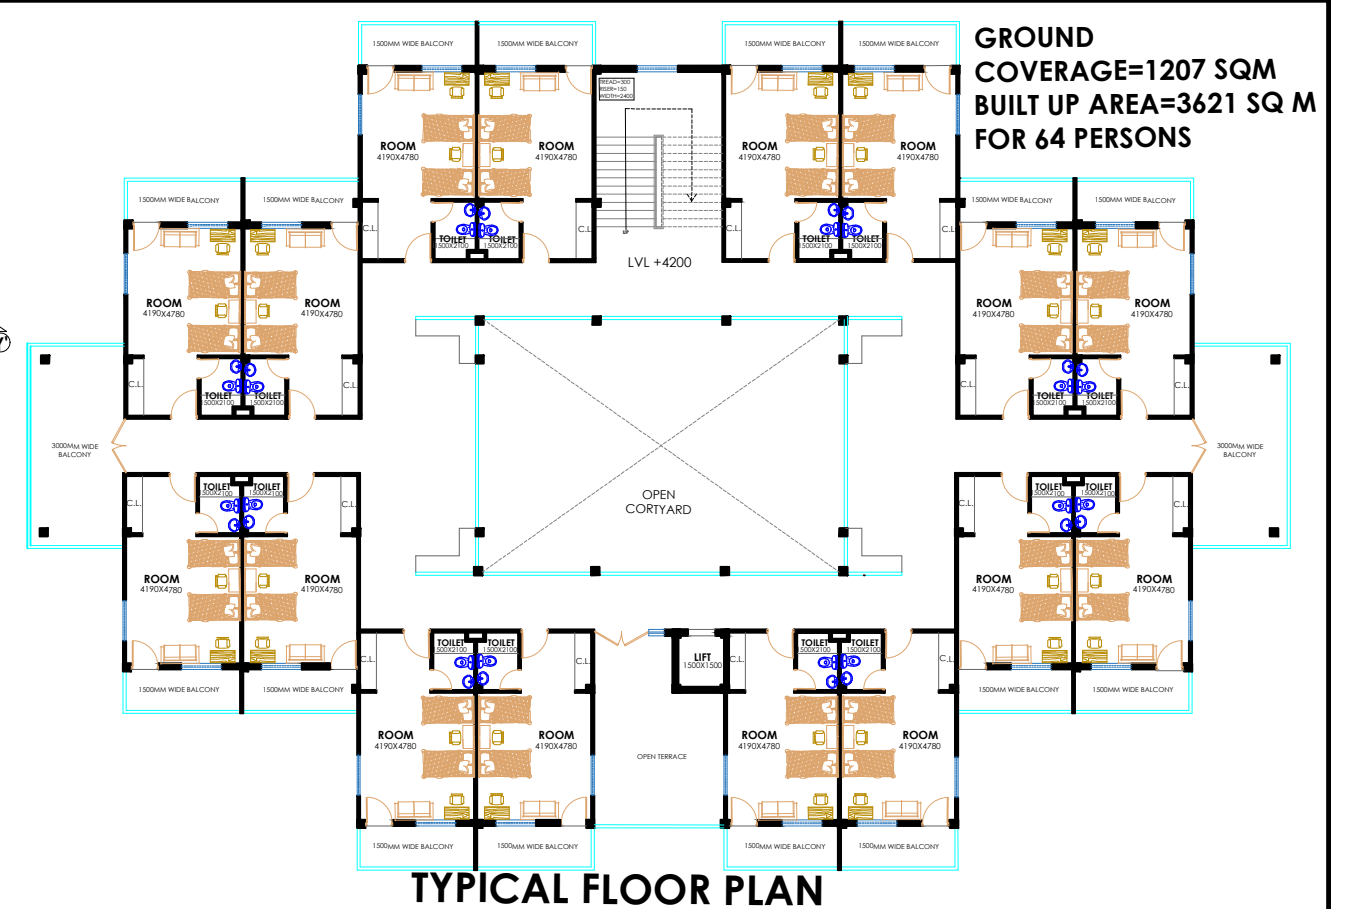 GROUND
COVERAGE=1207 SQM
BUILT UP AREA=3621 SQ M
FOR 64 PERSONS
1500MM WIDE BALCONY
1500MM WIDE BALCONY
1500MM WIDE BALCONY
1500MM WIDE BALCONY
TREAD=300
RISER=150
WIDTH=2400
ROOM
4190X4780
ROOM
4190X4780
ROOM
4190X4780
ROOM
4190X4780
1500MM WIDE BALCONY
1500MM WIDE BALCONY
1500MM WIDE BALCONY
1500MM WIDE BALCONY
C.L.
TOILET
1500X2100
TOILET
1500X2100
C.L.
C.L.
TOILET
1500X2100
TOILET
1500X2100
C.L.
LVL +4200
ROOM
4190X4780
ROOM
4190X4780
ROOM
4190X4780
ROOM
4190X4780
C.L.
TOILET
1500X2100
TOILET
1500X2100
C.L.
C.L.
TOILET
1500X2100
TOILET
1500X2100
C.L.
3000MM WIDE
BALCONY
3000MM WIDE
BALCONY
OPEN
CORTYARD
C.L.
TOILET
1500X2100
TOILET
1500X2100
C.L.
C.L.
TOILET
1500X2100
TOILET
1500X2100
C.L.
ROOM
4190X4780
ROOM
4190X4780
ROOM
4190X4780
ROOM
4190X4780
C.L.
TOILET
1500X2100
TOILET
1500X2100
C.L.
LIFT
1500X1500
C.L.
TOILET
1500X2100
TOILET
1500X2100
C.L.
1500MM WIDE BALCONY
1500MM WIDE BALCONY
1500MM WIDE BALCONY
1500MM WIDE BALCONY
ROOM
4190X4780
ROOM
4190X4780
OPEN TERRACE
ROOM
4190X4780
ROOM
4190X4780
1500MM WIDE BALCONY
1500MM WIDE BALCONY
1500MM WIDE BALCONY
1500MM WIDE BALCONY
TYPICAL FLOOR PLAN